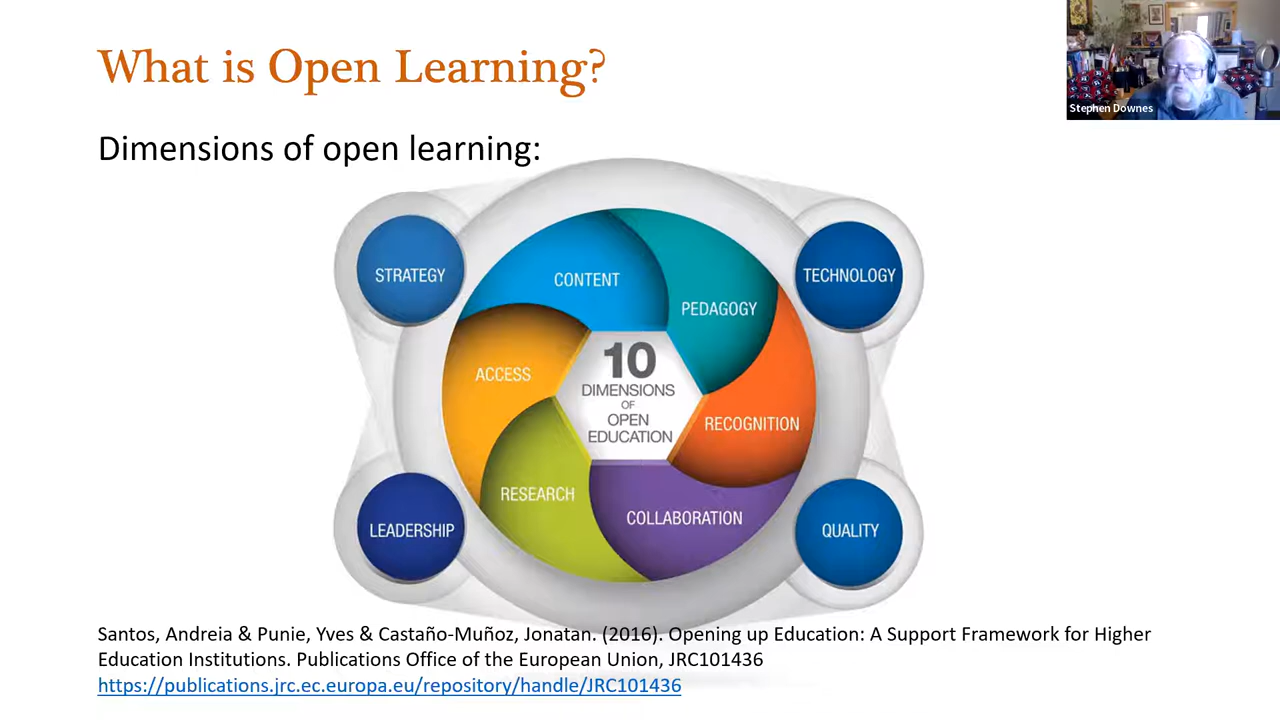 What is Open Learning?
Stephen Downes
Dimensions of open learning:
STRATEGY
CONTENT
PEDAGOGY
TECHNOLOGY
ACCESS
10
DIMENSIONS
OF
OPEN
EDUCATION
RECOGNITION
RESEARCH
COLLABORATION
LEADERSHIP
QUALITY
Santos, Andreia & Punie, Yves & Castaño-Muñoz, Jonatan. (2016). Opening up Education: A Support Framework for Higher
Education Institutions. Publications Office of the European Union, JRC101436
https://publications.jrc.ec.europa.eu/repository/handle/JRC101436